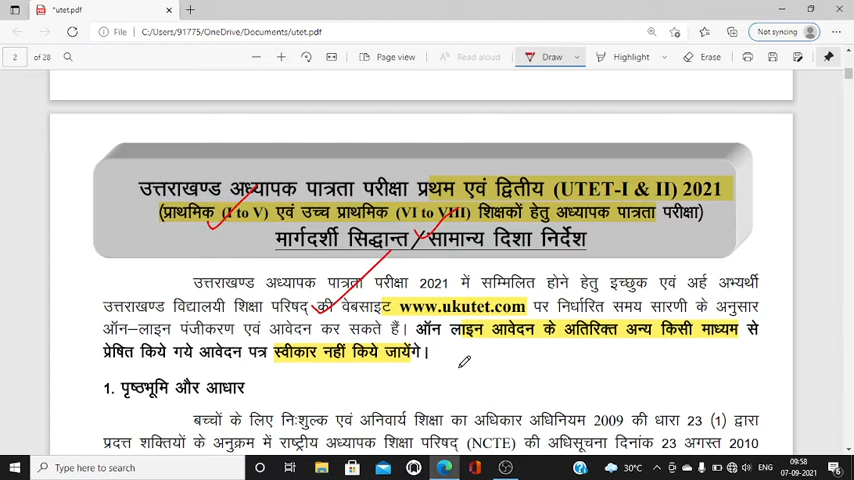 *utet.pdf
File
C:/Users/91775/OneDrive/Documents/utet.pdf
Not syncing
2 of 28
Page view
Read aloud
Draw
Highlight
Erase
उत्तराखण्ड अध्यापक पात्रता परीक्षा प्रथम एवं द्वितीय (UTET-I & II) 2021
(प्राथमिक (I to V) एवं उच्च प्राथमिक (VI to VIII) शिक्षकों हेतु अध्यापक पात्रता परीक्षा)
मार्गदर्शी सिद्धान्त/सामान्य दिशा निर्देश
उत्तराखण्ड अध्यापक पात्रता परीक्षा 2021 में सम्मिलित होने हेतु इच्छुक एवं अर्ह अभ्यर्थी
उत्तराखण्ड विद्यालयी शिक्षा परिषद् की वेबसाइट www.ukutet.com पर निर्धारित समय सारणी के अनुसार
ऑन–लाइन पंजीकरण एवं आवेदन कर सकते हैं। ऑन लाइन आवेदन के अतिरिक्त अन्य किसी माध्यम से
प्रेषित किये गये आवेदन पत्र स्वीकार नहीं किये जायेंगे।
1. पृष्ठभूमि और आधार
बच्चों के लिए निःशुल्क एवं अनिवार्य शिक्षा का अधिकार अधिनियम 2009 की धारा 23 (1) द्वारा
प्रदत्त शक्तियों के अनुक्रम में राष्ट्रीय अध्यापक शिक्षा परिषद् (NCTE) की अधिसूचना दिनांक 23 अगस्त 2010
Type here to search
30°C
ENG
09:58
07-09-2021
6